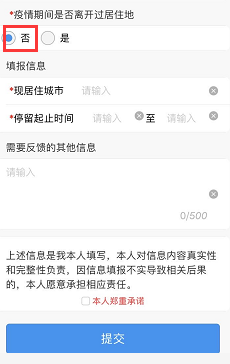 *疫情期间是否离开过居住地
否 是
填报信息
*现居住城市 请输入
*停留起止时间 请输入 至 请输入
需要反馈的其他信息
请输入
0/500
上述信息是我本人填写，本人对信息内容真实性
和完整性负责，因信息填报不实导致相关后果
的，本人愿意承担相应责任。
本人郑重承诺
提交